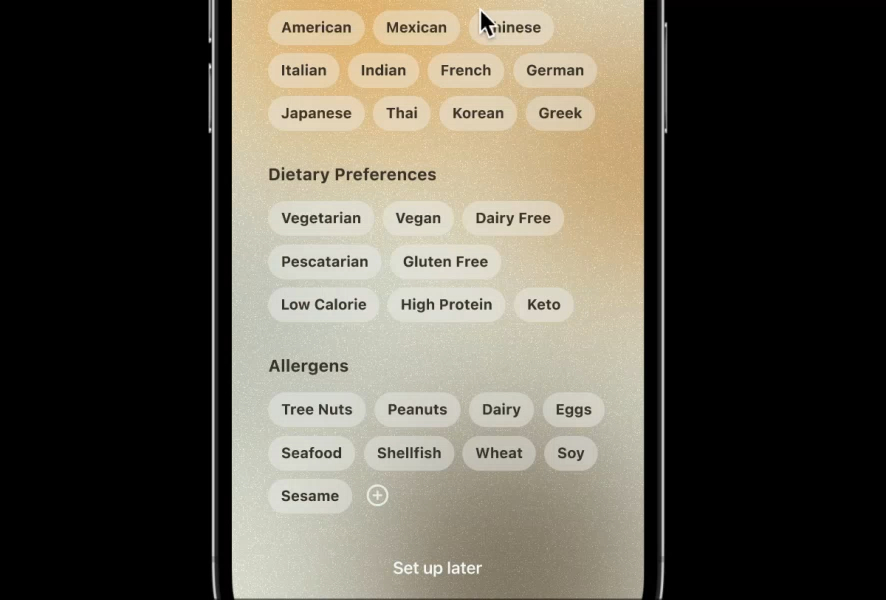 American Mexican
Italian Indian French German
Japanese Thai Korean Greek
Dietary Preferences
Vegetarian Vegan Dairy Free
Pescatarian Gluten Free
Low Calorie High Protein Keto
Allergens
Tree Nuts Peanuts Dairy Eggs
Seafood Shellfish Wheat Soy
Sesame
Set up later